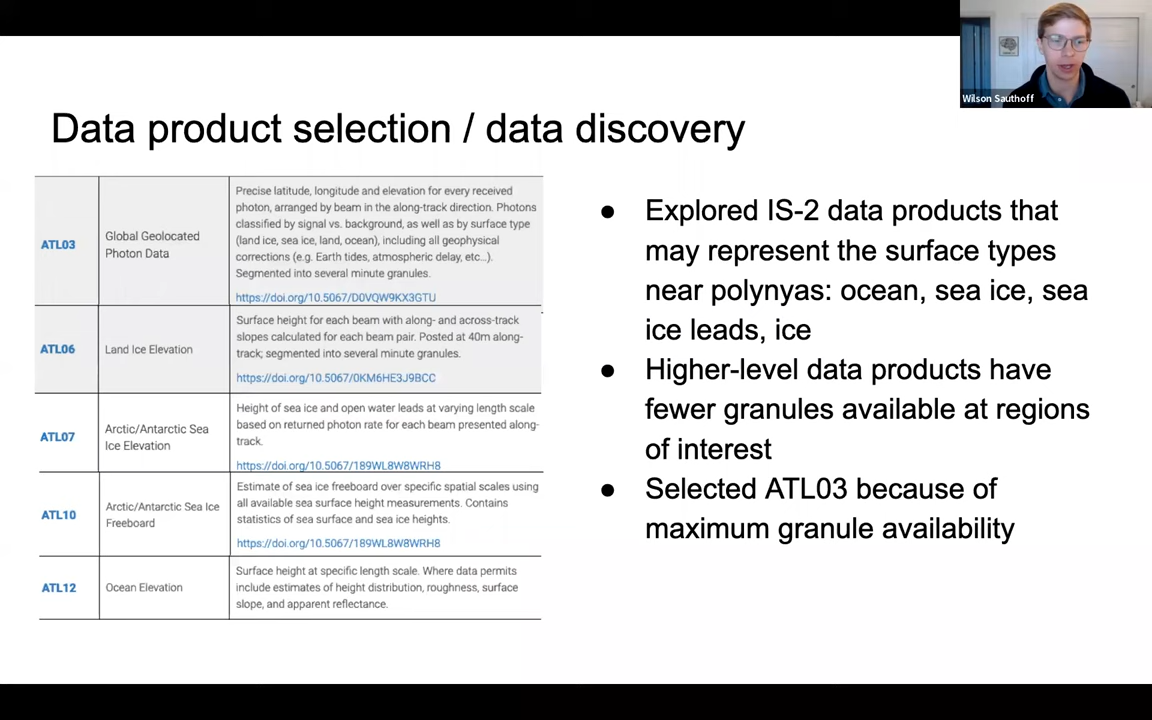 Wilson Sauthoff
Data product selection / data discovery
ATL03
Global Geolocated
Photon Data
Precise latitude, longitude and elevation for every received
photon, arranged by beam in the along-track direction. Photons
classified by signal vs. background, as well as by surface type
(land ice, sea ice, land, ocean), including all geophysical
corrections (e.g. Earth tides, atmospheric delay, etc...).
Segmented into several minute granules.
https://doi.org/10.5067/D0VQW9KX3GTU
ATL06
Land Ice Elevation
Surface height for each beam with along- and across-track
slopes calculated for each beam pair. Posted at 40m along-
track; segmented into several minute granules.
https://doi.org/10.5067/0KM6HE3J9BCC
ATL07
Arctic/Antarctic Sea
Ice Elevation
Height of sea ice and open water leads at varying length scale
based on returned photon rate for each beam presented along-
track.
https://doi.org/10.5067/189WL8W8WRH8
ATL10
Arctic/Antarctic Sea Ice
Freeboard
Estimate of sea ice freeboard over specific spatial scales using
all available sea surface height measurements. Contains
statistics of sea surface and sea ice heights.
https://doi.org/10.5067/189WL8W8WRH8
ATL12
Ocean Elevation
Surface height at specific length scale. Where data permits
include estimates of height distribution, roughness, surface
slope, and apparent reflectance.
● Explored IS-2 data products that
may represent the surface types
near polynyas: ocean, sea ice, sea
ice leads, ice
● Higher-level data products have
fewer granules available at regions
of interest
● Selected ATL03 because of
maximum granule availability